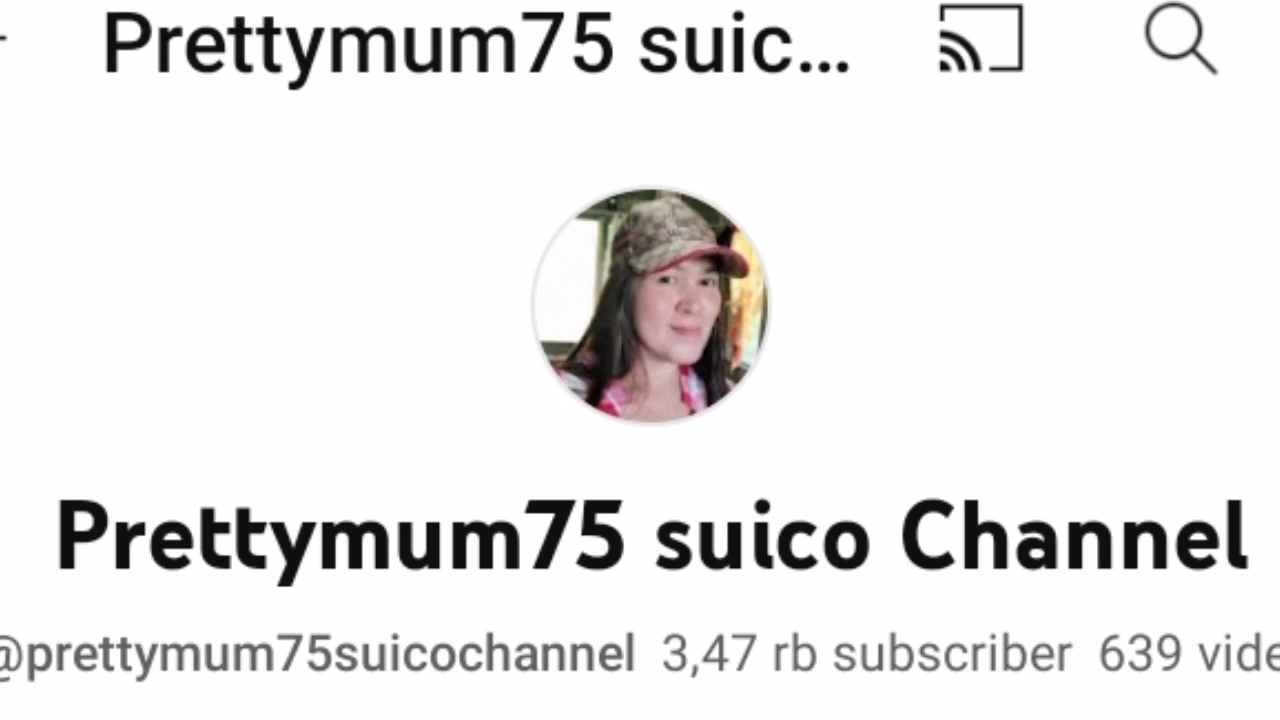 Prettymum75 suic...
Prettymum75 suico Channel
@prettymum75suicochannel 3,47 rb subscriber 639 vide